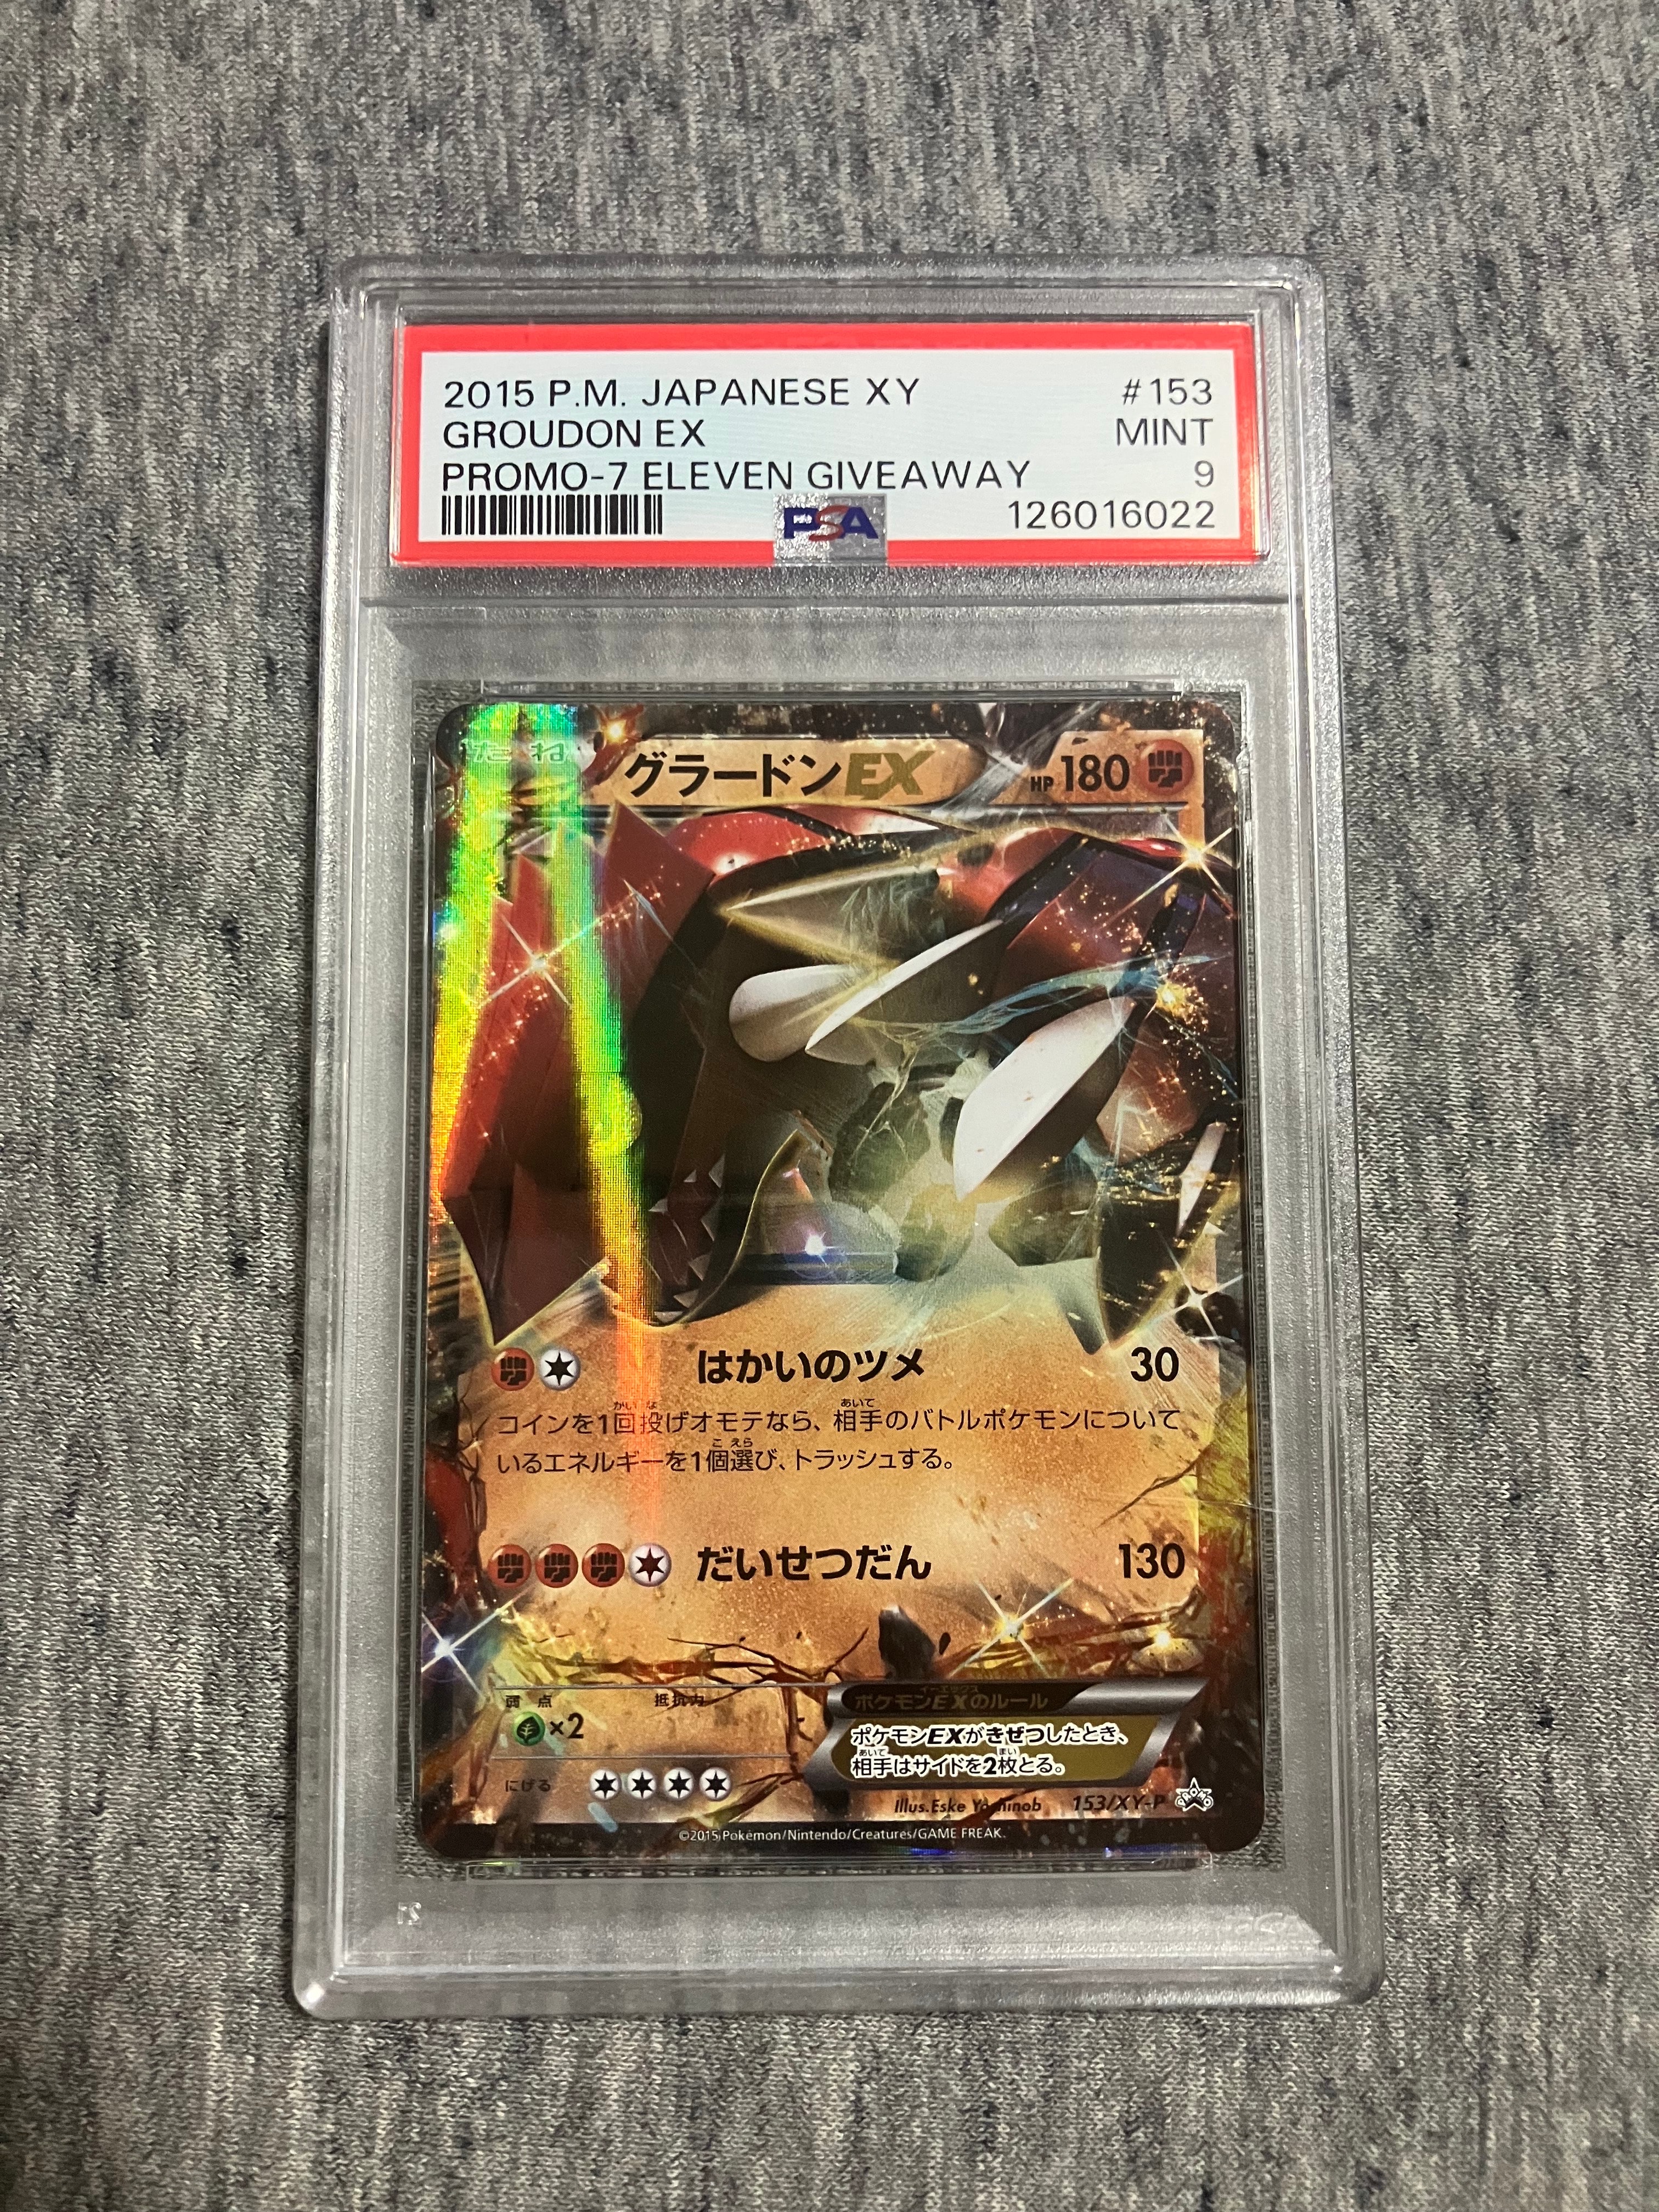 2015 P.M. JAPANESE XY #153
GROUDON EX MINT
PROMO-7 ELEVEN GIVEAWAY 9
PSA 126016022
たね グラードンEX HP 180
はかいのツメ 30
コインを1回投げオモテなら、相手のバトルポケモンについて
いるエネルギーを1個選び、トラッシュする。
だいせつだん 130
弱点 抵抗力
×2
にげる
ポケモンEXのルール
ポケモンEXがきぜつしたとき、
相手はサイドを2枚とる。
Illus.Eske Yoshinob 153/XY-P PROMO
©2015 Pokémon/Nintendo/Creatures/GAME FREAK.